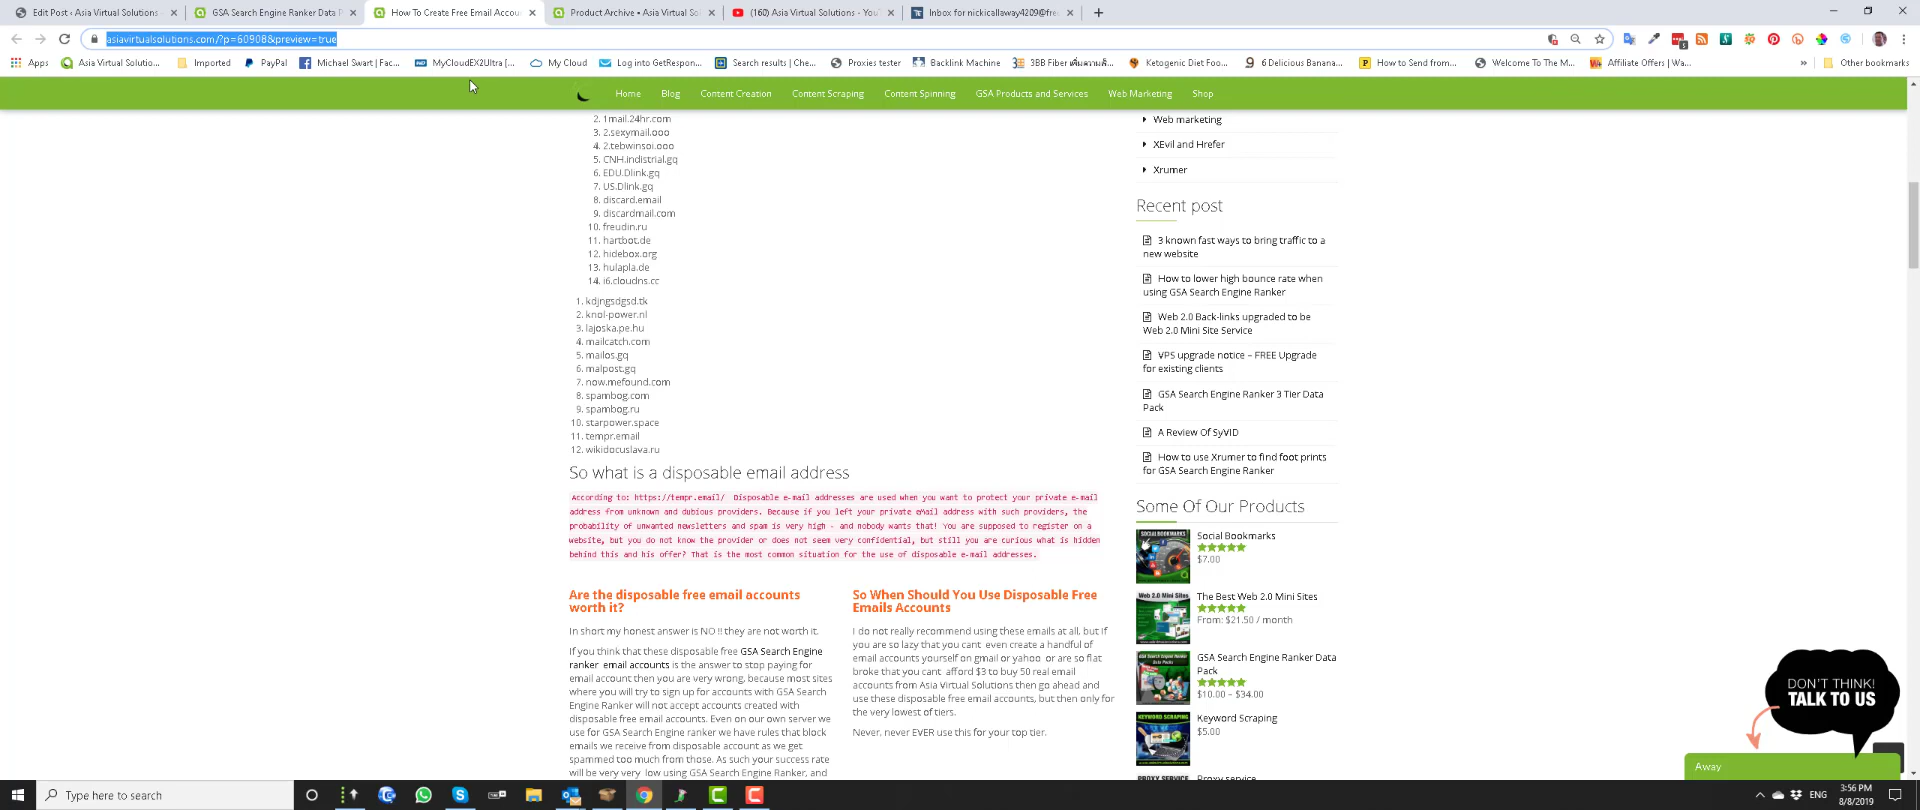 Edit Post ‹ Asia Virtual Solutions
GSA Search Engine Ranker Data P
How To Create Free Email Accou
Product Archive • Asia Virtual So
(160) Asia Virtual Solutions - You
Inbox for nickicallaway4209@fre
asiavirtualsolutions.com/?p=60908&preview=true
Apps
Asia Virtual Solutio...
Imported
PayPal
Michael Swart | Fac...
MyCloudEX2Ultra [...
My Cloud
Log into GetRespon...
Search results | Che...
Proxies tester
Backlink Machine
3BB Fiber เพิ่มความล้...
Ketogenic Diet Foo...
6 Delicious Banana...
How to Send from...
Welcome To The M...
Affiliate Offers | Wa...
Other bookmarks
Home
Blog
Content Creation
Content Scraping
Content Spinning
GSA Products and Services
Web Marketing
Shop
2. 1mail.24hr.com
3. 2.sexymail.ooo
4. 2.tebwinsoi.ooo
5. CNH.indistrial.gq
6. EDU.Dlink.gq
7. US.Dlink.gq
8. discard.email
9. discardmail.com
10. freudin.ru
11. hartbot.de
12. hidebox.org
13. hulapla.de
14. i6.cloudns.cc
1. kdjngsdgsd.tk
2. knol-power.nl
3. lajoska.pe.hu
4. mailcatch.com
5. mailos.gq
6. malpost.gq
7. now.mefound.com
8. spambog.com
9. spambog.ru
10. starpower.space
11. tempr.email
12. wikidocuslava.ru
So what is a disposable email address
According to: https://tempr.email/ Disposable e-mail addresses are used when you want to protect your private e-mail
address from unknown and dubious providers. Because if you left your private eMail address with such providers, the
probability of unwanted newsletters and spam is very high - and nobody wants that! You are supposed to register on a
website, but you do not know the provider or does not seem very confidential, but still you are curious what is hidden
behind this and his offer? That is the most common situation for the use of disposable e-mail addresses.
Are the disposable free email accounts
worth it?
In short my honest answer is NO !! they are not worth it.
If you think that these disposable free GSA Search Engine
ranker email accounts is the answer to stop paying for
email account then you are very wrong, because most sites
where you will try to sign up for accounts with GSA Search
Engine Ranker will not accept accounts created with
disposable free email accounts. Even on our own server we
use for GSA Search Engine ranker we have rules that block
emails we receive from disposable account as we get
spammed too much from those. As such your success rate
will be very very low using GSA Search Engine Ranker, and
So When Should You Use Disposable Free
Emails Accounts
I do not really recommend using these emails at all, but if
you are so lazy that you cant even create a handful of
email accounts yourself on gmail or yahoo or are so flat
broke that you cant afford $3 to buy 50 real email
accounts from Asia Virtual Solutions then go ahead and
use these disposable free email accounts, but then only for
the very lowest of tiers.
Never, never EVER use this for your top tier.
Web marketing
XEvil and Hrefer
Xrumer
Recent post
3 known fast ways to bring traffic to a
new website
How to lower high bounce rate when
using GSA Search Engine Ranker
Web 2.0 Back-links upgraded to be
Web 2.0 Mini Site Service
VPS upgrade notice – FREE Upgrade
for existing clients
GSA Search Engine Ranker 3 Tier Data
Pack
A Review Of SyVID
How to use Xrumer to find foot prints
for GSA Search Engine Ranker
Some Of Our Products
Social Bookmarks
$7.00
The Best Web 2.0 Mini Sites
From: $21.50 / month
GSA Search Engine Ranker Data
Pack
$10.00 – $34.00
Keyword Scraping
$5.00
Proxy service
DON'T THINK!
TALK TO US
Away
Type here to search
ENG
3:56 PM
8/8/2019